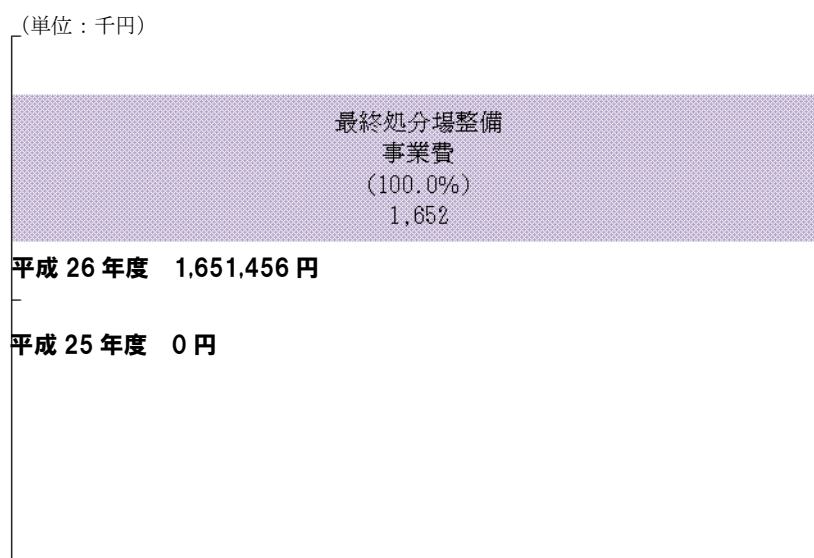 (単位：千円)
最終処分場整備
事業費
(100.0%)
1,652
平成 26 年度　1,651,456 円
平成 25 年度　0 円